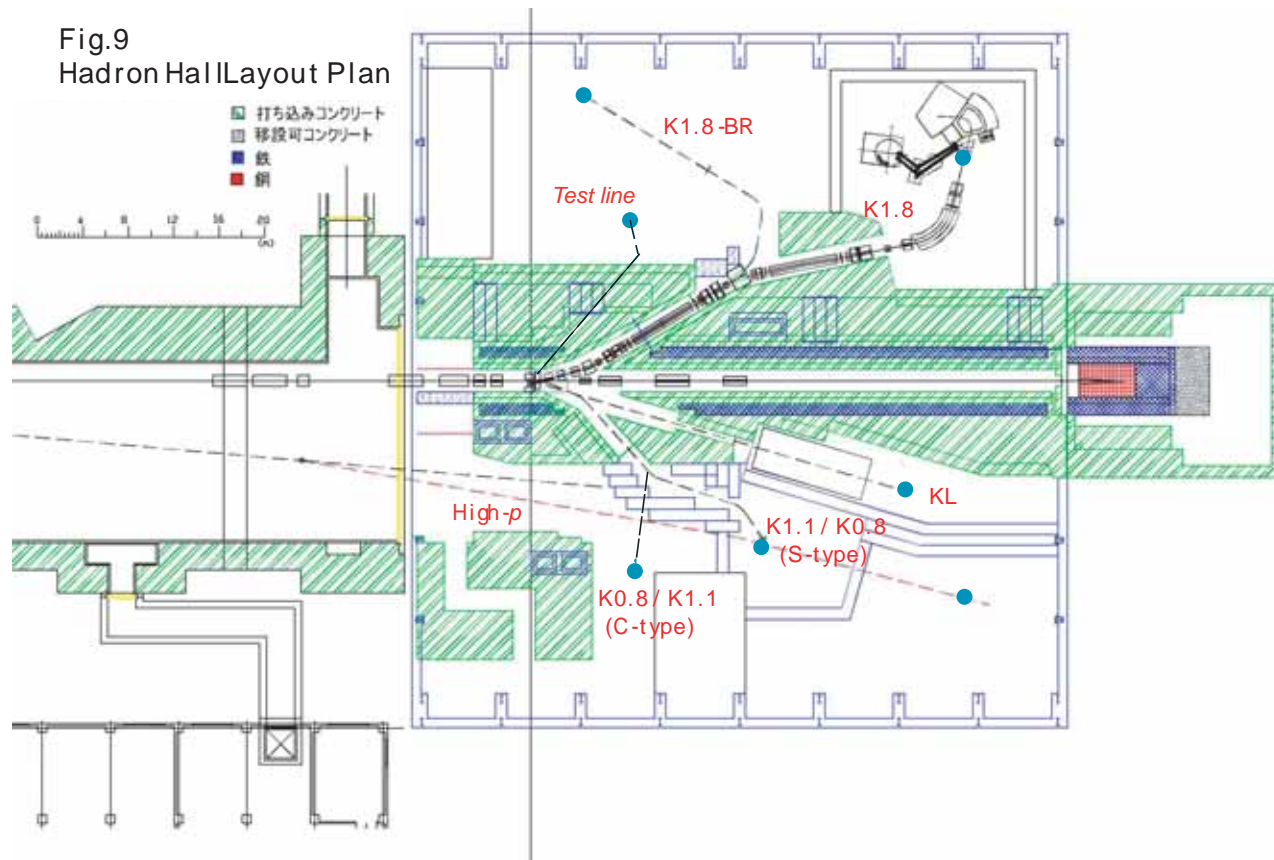 Fig.9
Hadron Hall Layout Plan
打ち込みコンクリート
移設可コンクリート
鉄
銅
0 4 8 12 16 20
(m)
K1.8-BR
Test line
K1.8
KL
High-p
K1.1 / K0.8
(S-type)
K0.8 / K1.1
(C-type)